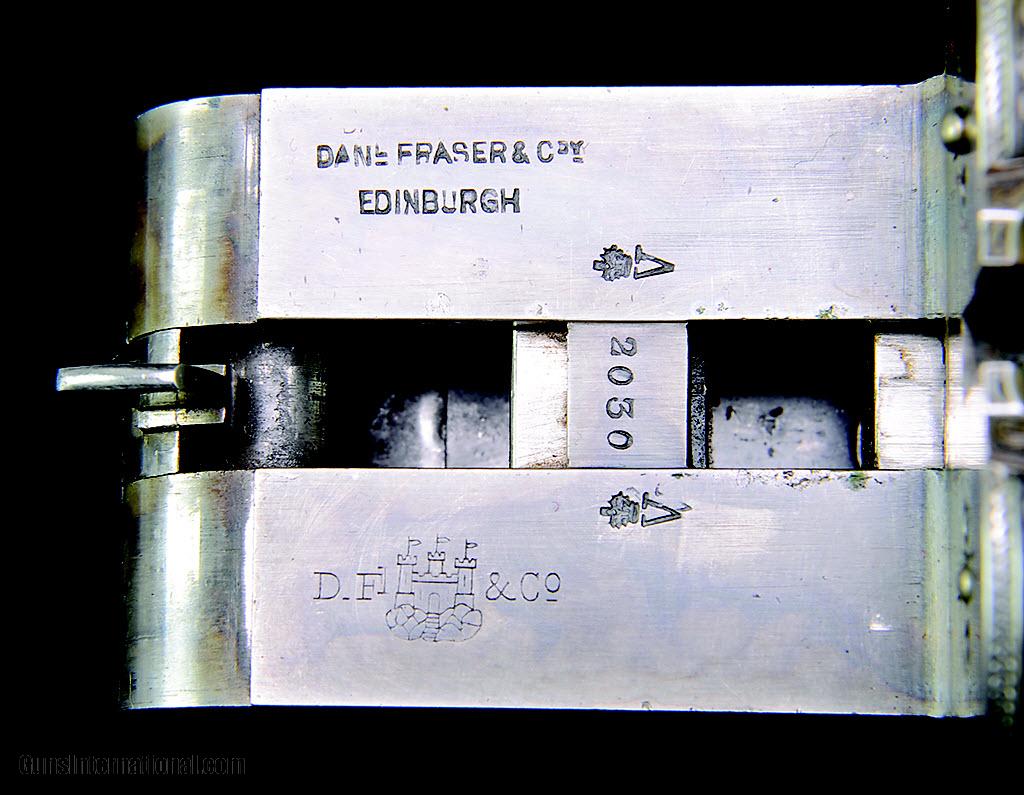 DANL FRASER & COY
EDINBURGH
V
2030
V
D. F. & Co
GunsInternational.com